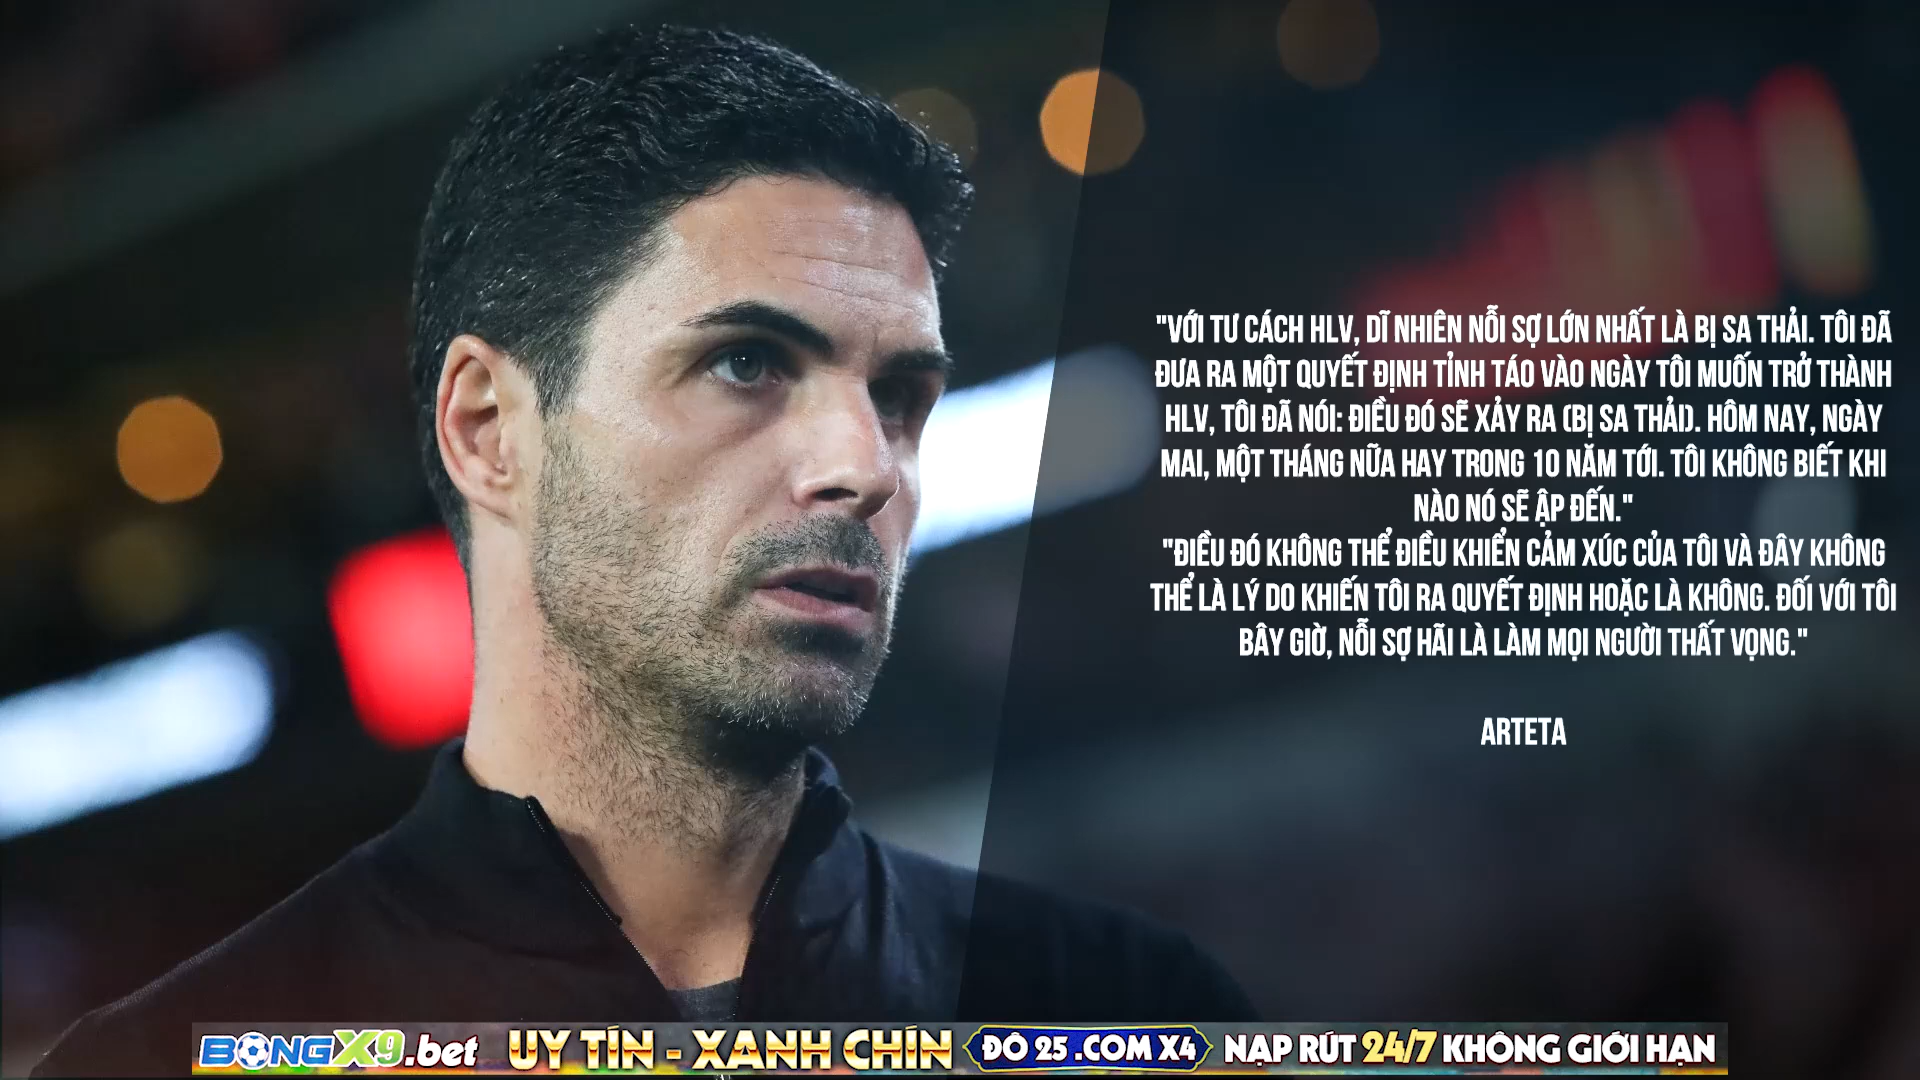 "VỚI TƯ CÁCH HLV, DĨ NHIÊN NỖI SỢ LỚN NHẤT LÀ BỊ SA THẢI. TÔI ĐÃ
ĐƯA RA MỘT QUYẾT ĐỊNH TỈNH TÁO VÀO NGÀY TÔI MUỐN TRỞ THÀNH
HLV, TÔI ĐÃ NÓI: ĐIỀU ĐÓ SẼ XẢY RA (BỊ SA THẢI). HÔM NAY, NGÀY
MAI, MỘT THÁNG NỮA HAY TRONG 10 NĂM TỚI. TÔI KHÔNG BIẾT KHI
NÀO NÓ SẼ ẬP ĐẾN."
"ĐIỀU ĐÓ KHÔNG THỂ ĐIỀU KHIỂN CẢM XÚC CỦA TÔI VÀ ĐÂY KHÔNG
THỂ LÀ LÝ DO KHIẾN TÔI RA QUYẾT ĐỊNH HOẶC LÀ KHÔNG. ĐỐI VỚI TÔI
BÂY GIỜ, NỖI SỢ HÃI LÀ LÀM MỌI NGƯỜI THẤT VỌNG."
ARTETA
BONGX9.bet UY TÍN - XANH CHÍN ĐÔ 25 .COM X4 NẠP RÚT 24/7 KHÔNG GIỚI HẠN